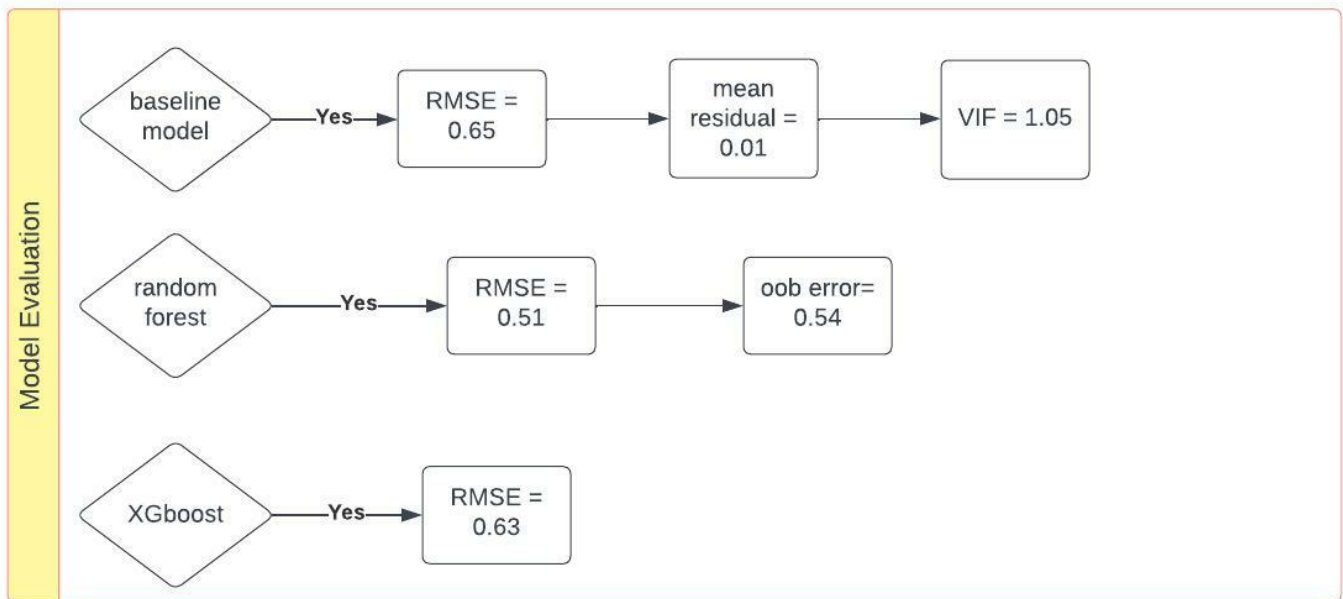 Model Evaluation
baseline
model
Yes
RMSE =
0.65
mean
residual =
0.01
VIF = 1.05
random
forest
Yes
RMSE =
0.51
oob error=
0.54
XGboost
Yes
RMSE =
0.63